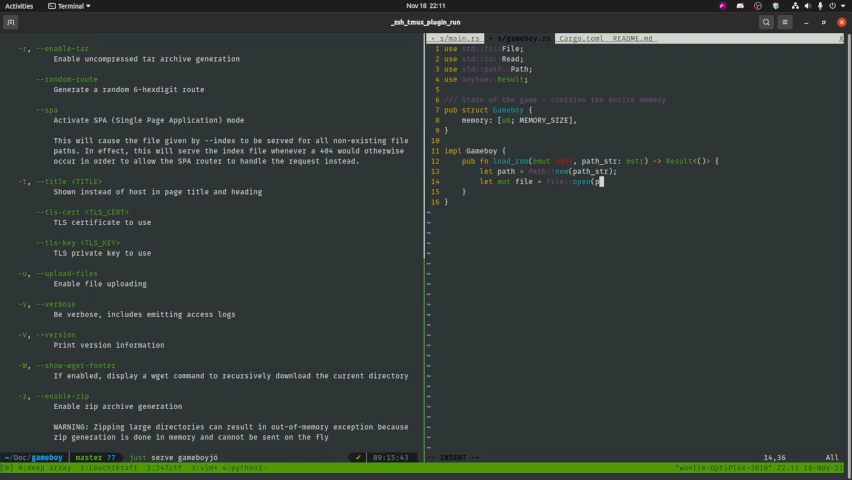 Activities
Terminal
Nov 18 22:11
_zsh_tmux_plugin_run
-r, --enable-tar
Enable uncompressed tar archive generation
--random-route
Generate a random 6-hexdigit route
--spa
Activate SPA (Single Page Application) mode
This will cause the file given by --index to be served for all non-existing file
paths. In effect, this will serve the index file whenever a 404 would otherwise
occur in order to allow the SPA router to handle the request instead.
-t, --title <TITLE>
Shown instead of host in page title and heading
--tls-cert <TLS_CERT>
TLS certificate to use
--tls-key <TLS_KEY>
TLS private key to use
-u, --upload-files
Enable file uploading
-v, --verbose
Be verbose, includes emitting access logs
-V, --version
Print version information
-W, --show-wget-footer
If enabled, display a wget command to recursively download the current directory
-z, --enable-zip
Enable zip archive generation
WARNING: Zipping large directories can result in out-of-memory exception because
zip generation is done in memory and cannot be sent on the fly
~/Doc/gameboy master ?? just serve gameboyjö ✔ 09:15:43
+ s/main.rs + s/gameboy.rs Cargo.toml README.md X
1 use std::fs::File;
2 use std::io::Read;
3 use std::path::Path;
4 use anyhow::Result;
5
6 /// State of the game - contains the entire memory
7 pub struct Gameboy {
8 memory: [u8; MEMORY_SIZE],
9 }
10
11 impl Gameboy {
12 pub fn load_rom(&mut self, path_str: &str) -> Result<()> {
13 let path = Path::new(path_str);
14 let mut file = File::open(p
15 }
16 }
-- INSERT -- 14,36 All
[0] 0:deep array 1:Leuchtkraft 2:247ctf 3:vim* 4:python3- "wuelle-OptiPlex-3010" 22:11 18-Nov-21